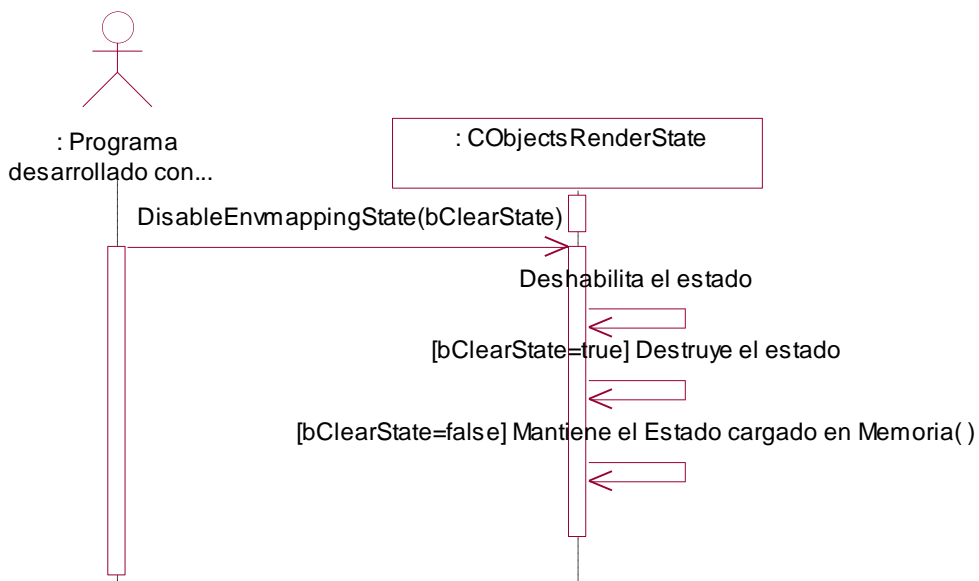 : Programa
desarrollado con...
: CObjectsRenderState
DisableEnvmappingState(bClearState)
Deshabilita el estado
[bClearState=true] Destruye el estado
[bClearState=false] Mantiene el Estado cargado en Memoria( )